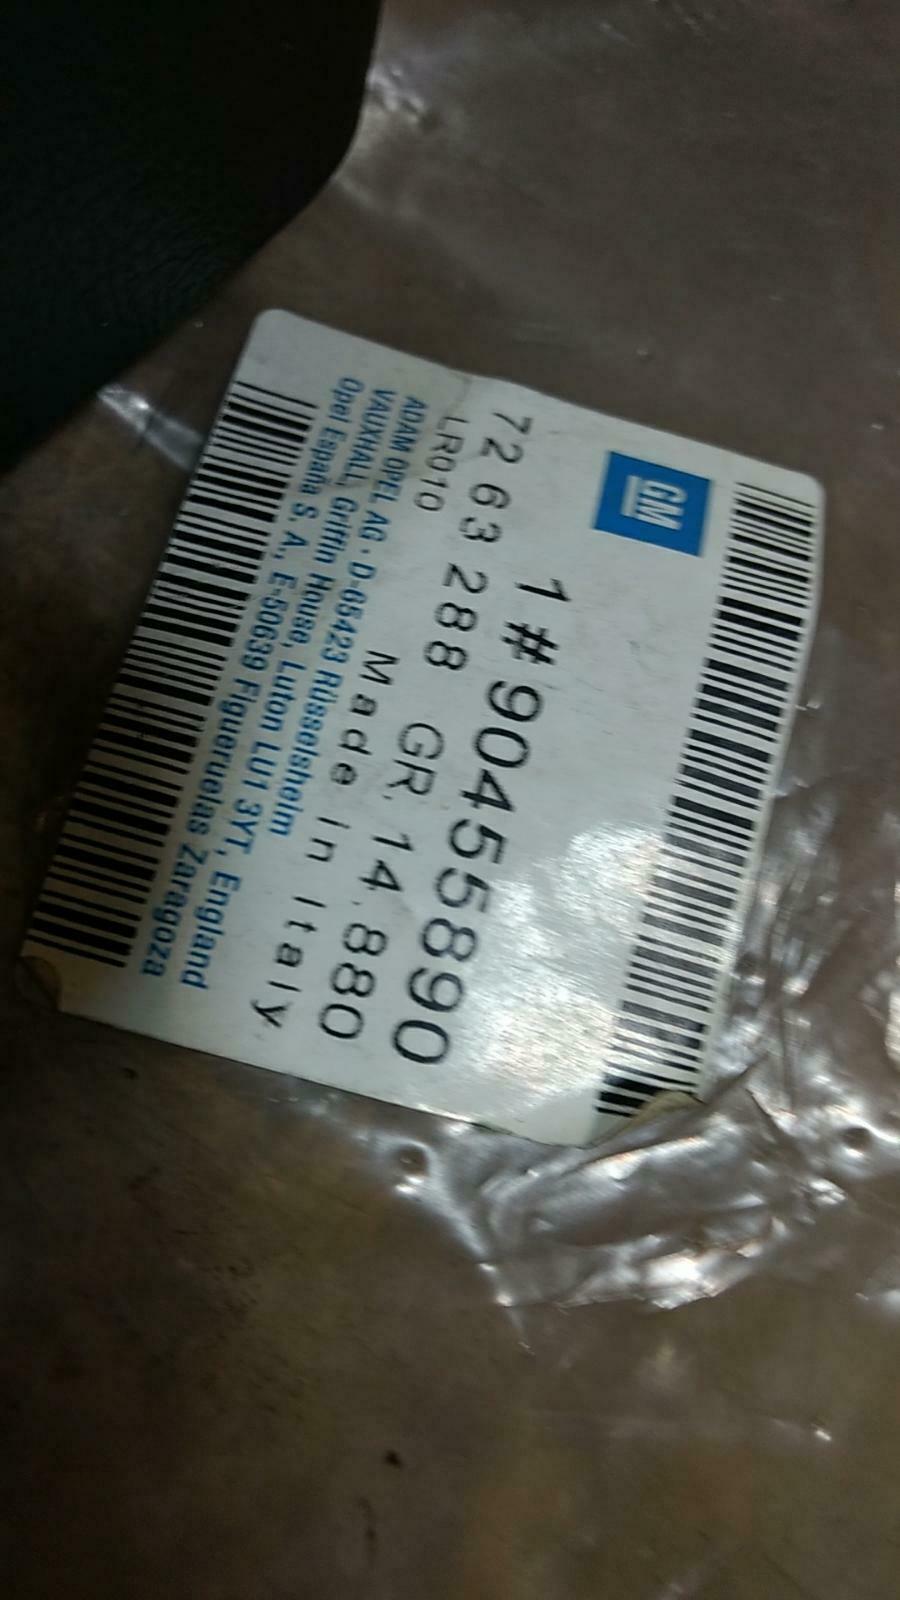 GM
1#90455890
72 63 288 GR. 14.880
LR010 Made in Italy
ADAM OPEL AG · D-65423 Rüsselsheim
VAUXHALL, Griffin House, Luton LU1 3YT, England
Opel España S. A., E-50639 Figueruelas Zaragoza